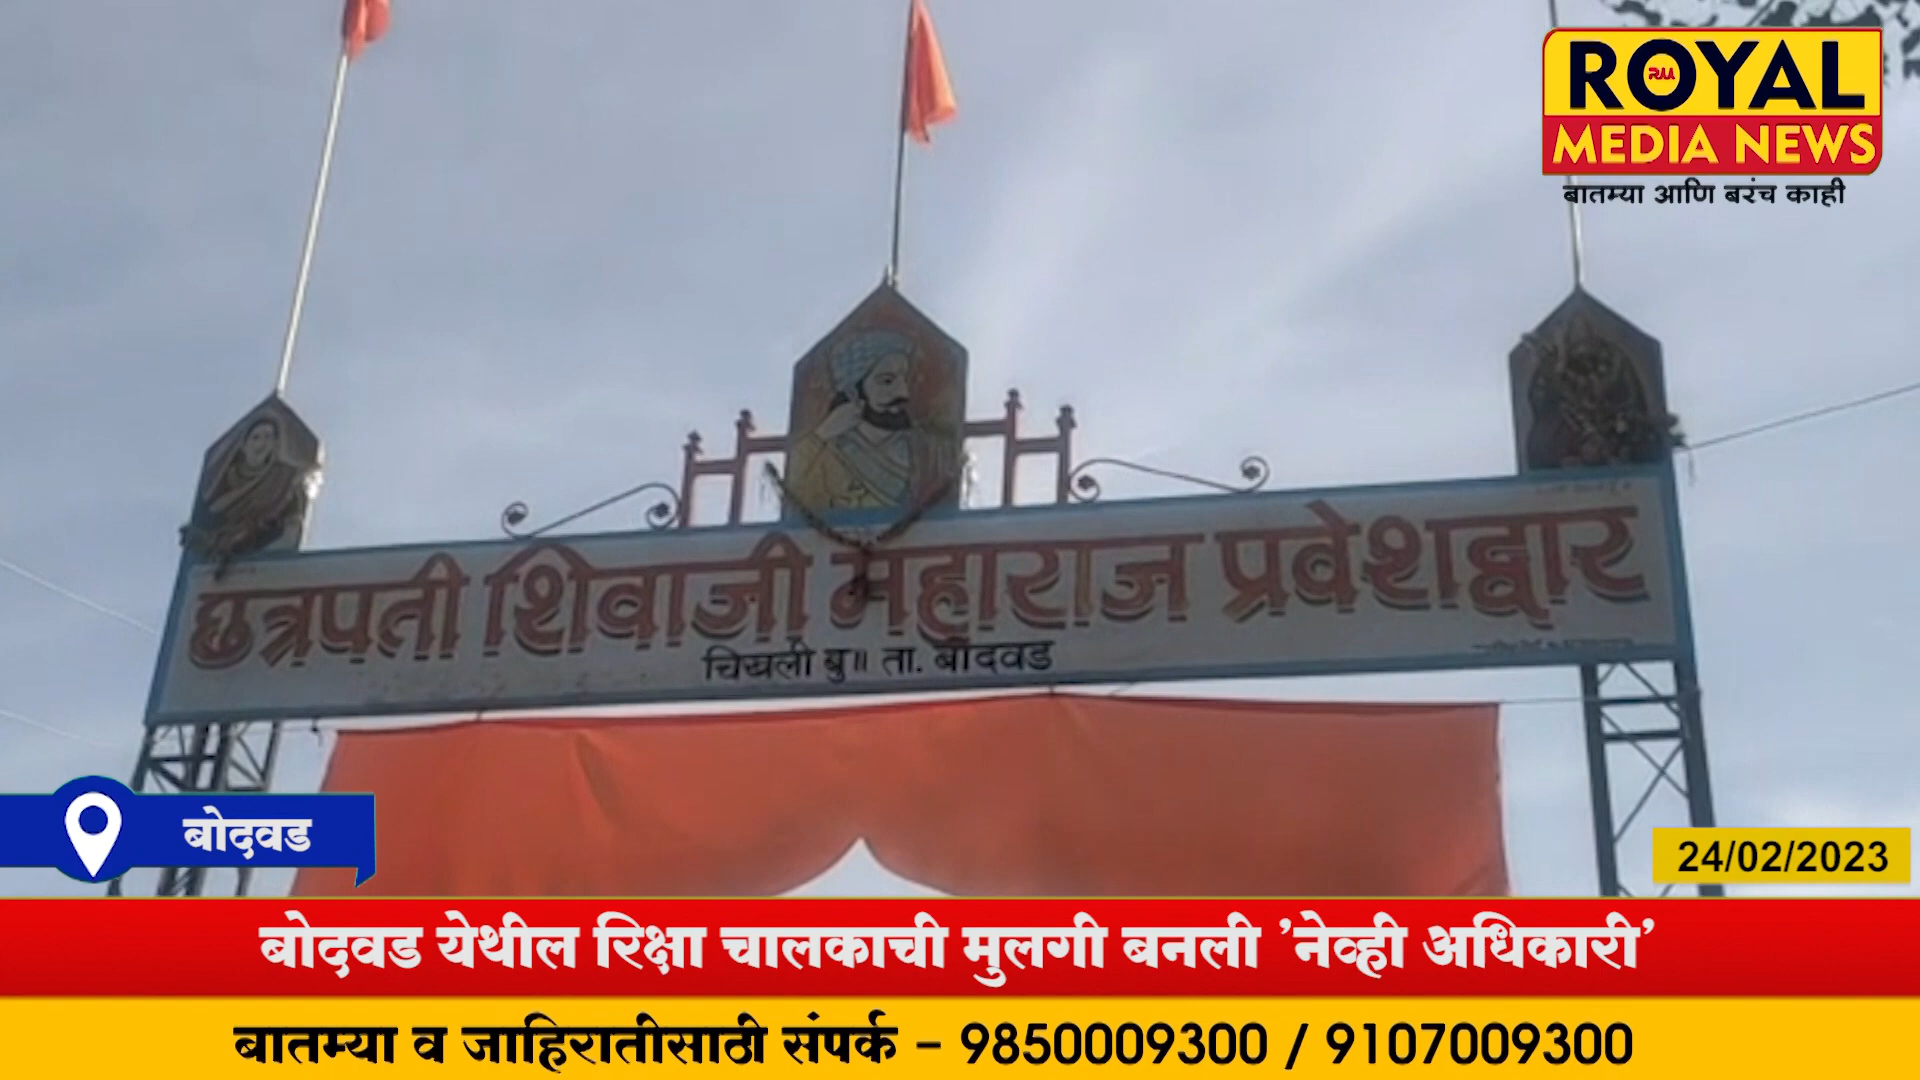 ROYAL
MEDIA NEWS
बातम्या आणि बरंच काही
छत्रपती शिवाजी महाराज प्रवेशद्वार
चिखली बु॥ ता. बोदवड
बोदवड
24/02/2023
बोदवड येथील रिक्षा चालकाची मुलगी बनली 'नेव्ही अधिकारी'
बातम्या व जाहिरातीसाठी संपर्क – 9850009300 / 9107009300